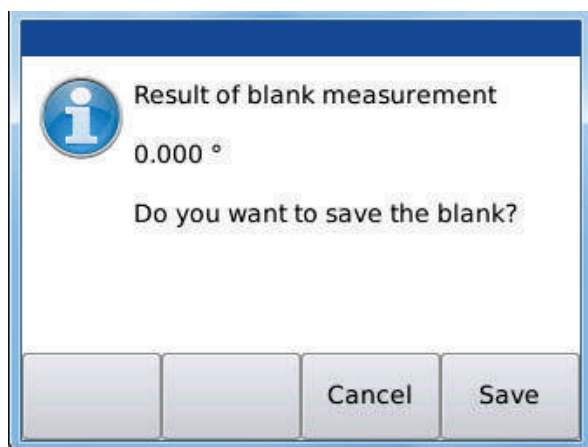 Result of blank measurement
0.000 °
Do you want to save the blank?
Cancel Save